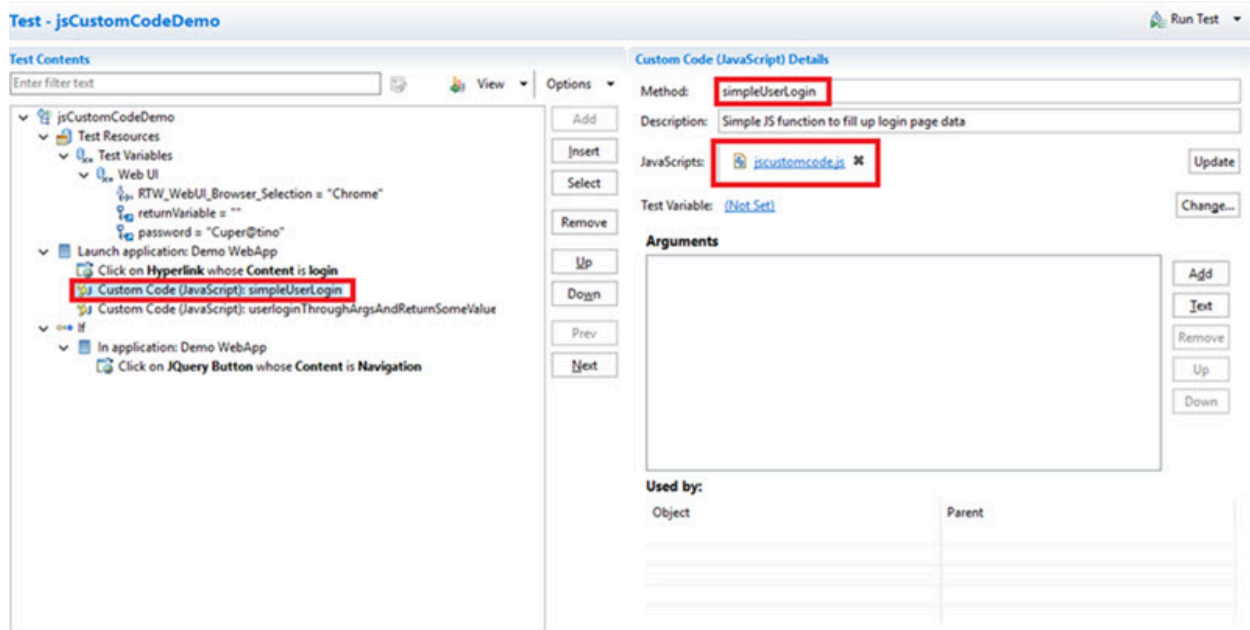 Test - jsCustomCodeDemo
Run Test
Test Contents
Enter filter text
View
Options
jsCustomCodeDemo
Test Resources
Test Variables
Web UI
RTW_WebUI_Browser_Selection = "Chrome"
returnVariable = ""
password = "Cuper@tino"
Launch application: Demo WebApp
Click on Hyperlink whose Content is login
Custom Code (JavaScript): simpleUserLogin
Custom Code (JavaScript): userloginThroughArgsAndReturnSomeValue
If
In application: Demo WebApp
Click on JQuery Button whose Content is Navigation
Add
Insert
Select
Remove
Up
Down
Prev
Next
Custom Code (JavaScript) Details
Method: simpleUserLogin
Description: Simple JS function to fill up login page data
JavaScripts: jscustomcode.js Update
Test Variable: (Not Set) Change...
Arguments
Add
Text
Remove
Up
Down
Used by:
Object Parent